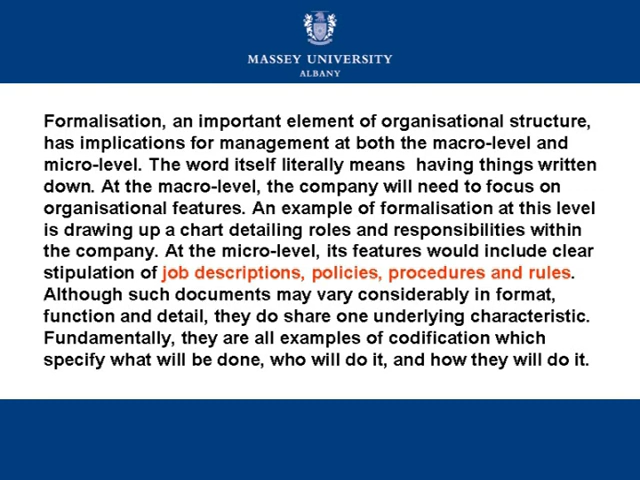 MASSEY UNIVERSITY
ALBANY
Formalisation, an important element of organisational structure,
has implications for management at both the macro-level and
micro-level. The word itself literally means  having things written
down. At the macro-level, the company will need to focus on
organisational features. An example of formalisation at this level
is drawing up a chart detailing roles and responsibilities within
the company. At the micro-level, its features would include clear
stipulation of job descriptions, policies, procedures and rules.
Although such documents may vary considerably in format,
function and detail, they do share one underlying characteristic.
Fundamentally, they are all examples of codification which
specify what will be done, who will do it, and how they will do it.